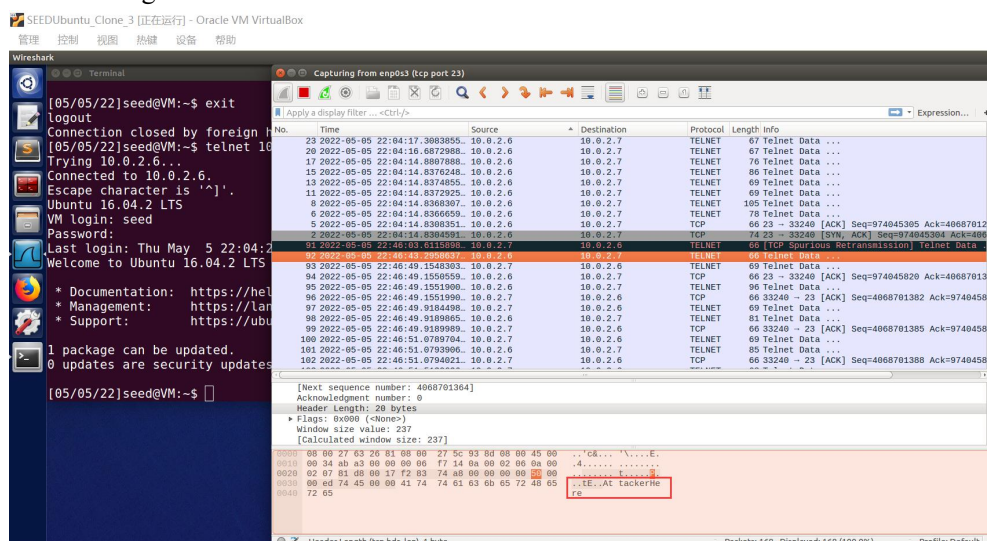 SEEDUbuntu_Clone_3 [正在运行] - Oracle VM VirtualBox
管理 控制 视图 热键 设备 帮助
Wireshark
Terminal
[05/05/22]seed@VM:~$ exit
logout
Connection closed by foreign
[05/05/22]seed@VM:~$ telnet 10
Trying 10.0.2.6...
Connected to 10.0.2.6.
Escape character is '^]'.
Ubuntu 16.04.2 LTS
VM login: seed
Password:
Last login: Thu May  5 22:04:2
Welcome to Ubuntu 16.04.2 LTS
* Documentation:  https://hel
* Management:     https://lan
* Support:        https://ubu
1 package can be updated.
0 updates are security updates
[05/05/22]seed@VM:~$
Capturing from enp0s3 (tcp port 23)
Apply a display filter ... <Ctrl-/>
Expression...
No. Time Source Destination Protocol Length Info
23 2022-05-05 22:04:17.3083855… 10.0.2.6 10.0.2.7 TELNET 67 Telnet Data ...
20 2022-05-05 22:04:16.6872988… 10.0.2.6 10.0.2.7 TELNET 67 Telnet Data ...
17 2022-05-05 22:04:14.8807888… 10.0.2.6 10.0.2.7 TELNET 76 Telnet Data ...
15 2022-05-05 22:04:14.8376248… 10.0.2.6 10.0.2.7 TELNET 86 Telnet Data ...
13 2022-05-05 22:04:14.8374855… 10.0.2.6 10.0.2.7 TELNET 69 Telnet Data ...
11 2022-05-05 22:04:14.8372925… 10.0.2.6 10.0.2.7 TELNET 69 Telnet Data ...
8 2022-05-05 22:04:14.8368307… 10.0.2.6 10.0.2.7 TELNET 105 Telnet Data ...
6 2022-05-05 22:04:14.8366659… 10.0.2.6 10.0.2.7 TELNET 78 Telnet Data ...
5 2022-05-05 22:04:14.8308351… 10.0.2.6 10.0.2.7 TCP 66 23 → 33240 [ACK] Seq=974045305 Ack=40687012
2 2022-05-05 22:04:14.8304591… 10.0.2.6 10.0.2.7 TCP 74 23 → 33240 [SYN, ACK] Seq=974045304 Ack=406
91 2022-05-05 22:46:03.6115898… 10.0.2.6 10.0.2.7 TELNET 66 [TCP Spurious Retransmission] Telnet Data .
92 2022-05-05 22:46:43.2958637… 10.0.2.6 10.0.2.7 TELNET 66 Telnet Data ...
93 2022-05-05 22:46:49.1548303… 10.0.2.6 10.0.2.7 TELNET 69 Telnet Data ...
94 2022-05-05 22:46:49.1550559… 10.0.2.6 10.0.2.7 TCP 66 23 → 33240 [ACK] Seq=974045820 Ack=40687013
95 2022-05-05 22:46:49.1551900… 10.0.2.6 10.0.2.7 TELNET 96 Telnet Data ...
96 2022-05-05 22:46:49.1551990… 10.0.2.7 10.0.2.6 TCP 66 33240 → 23 [ACK] Seq=4068701382 Ack=9740458
97 2022-05-05 22:46:49.9184498… 10.0.2.7 10.0.2.6 TELNET 69 Telnet Data ...
98 2022-05-05 22:46:49.9189865… 10.0.2.6 10.0.2.7 TELNET 81 Telnet Data ...
99 2022-05-05 22:46:49.9189989… 10.0.2.7 10.0.2.6 TCP 66 33240 → 23 [ACK] Seq=4068701385 Ack=9740458
100 2022-05-05 22:46:51.0789704… 10.0.2.7 10.0.2.6 TELNET 69 Telnet Data ...
101 2022-05-05 22:46:51.0793906… 10.0.2.6 10.0.2.7 TELNET 85 Telnet Data ...
102 2022-05-05 22:46:51.0794021… 10.0.2.7 10.0.2.6 TCP 66 33240 → 23 [ACK] Seq=4068701388 Ack=9740458
[Next sequence number: 4068701364]
Acknowledgment number: 0
Header Length: 20 bytes
Flags: 0x000 (<None>)
Window size value: 237
[Calculated window size: 237]
0000 08 00 27 63 26 81 08 00 27 5c 93 8d 08 00 45 00 ..'c&... '\....E.
0010 00 34 ab a3 00 00 00 06 f7 14 0a 00 02 06 0a 00 .4...... ........
0020 02 07 81 d8 00 17 f2 83 74 a8 00 00 00 00 50 00 ........ t.....P.
0030 00 ed 74 45 00 00 41 74 74 61 63 6b 65 72 48 65 ..tE..At tackerHe
0040 72 65 re